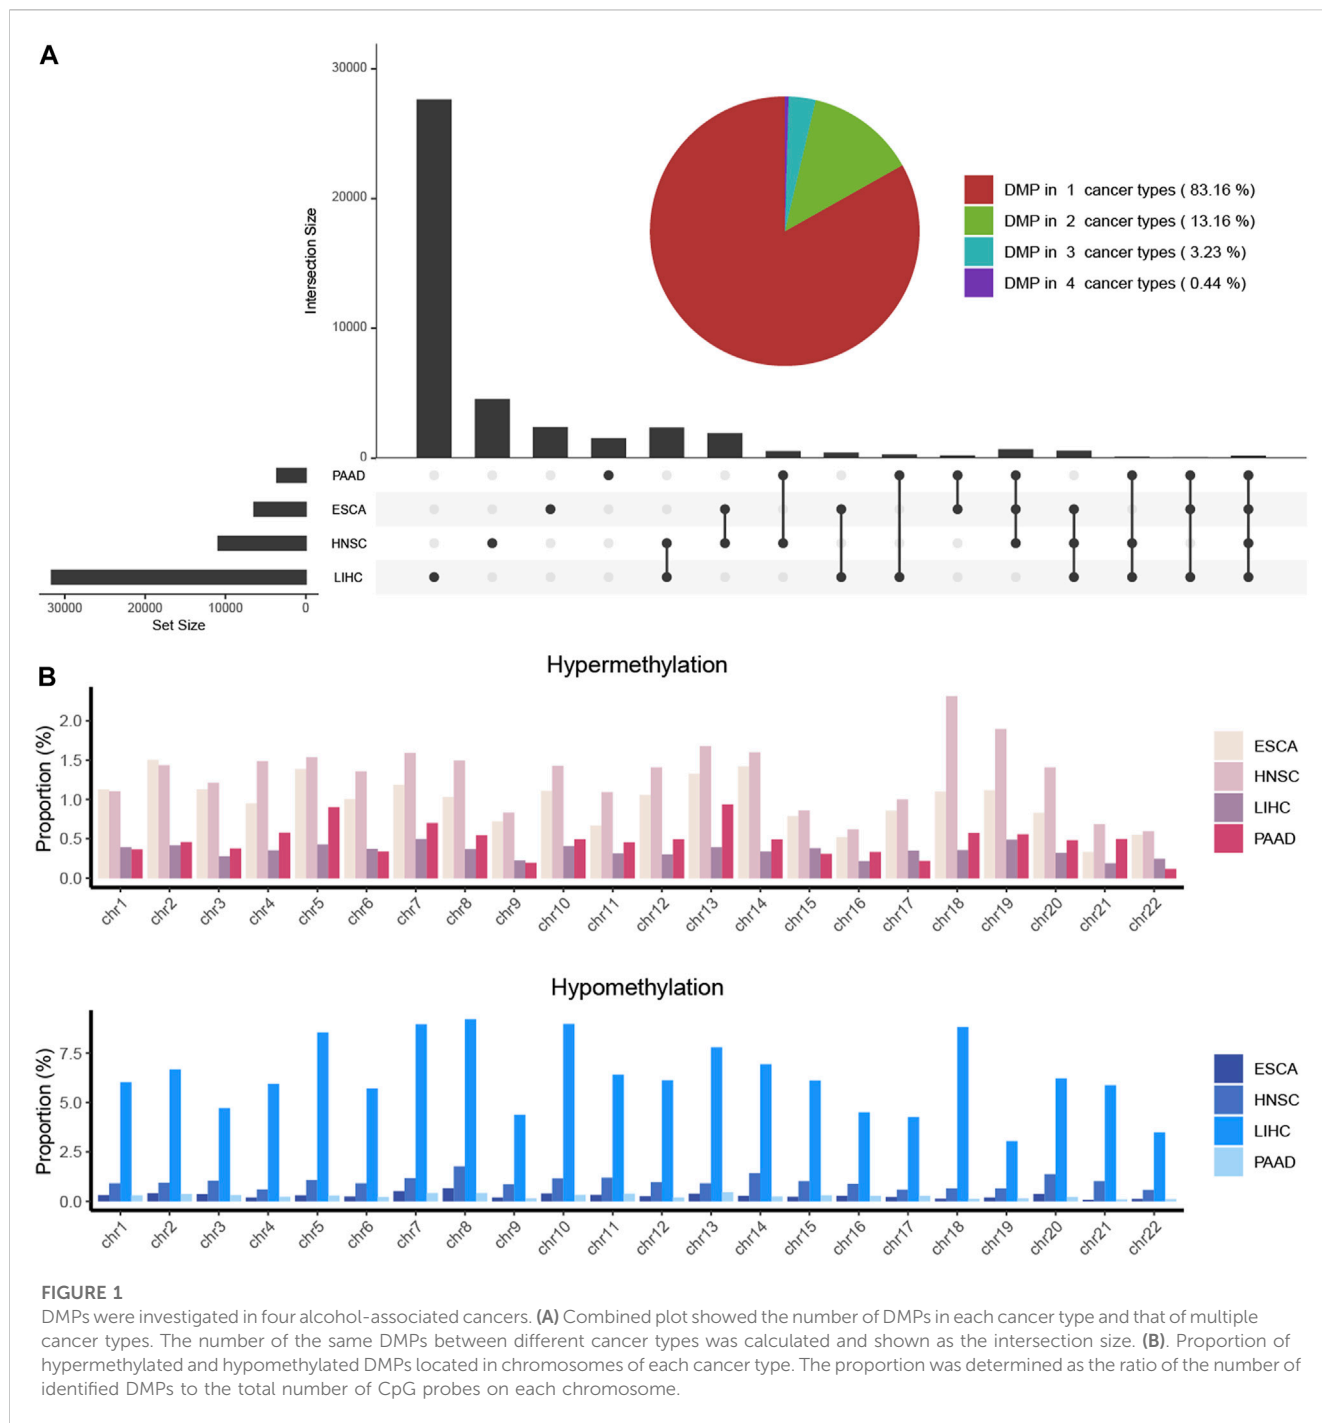 A
30000
20000
10000
0
Intersection Size
DMP in 1 cancer types ( 83.16 %)
DMP in 2 cancer types ( 13.16 %)
DMP in 3 cancer types ( 3.23 %)
DMP in 4 cancer types ( 0.44 %)
PAAD
ESCA
HNSC
LIHC
30000 20000 10000 0
Set Size
B
Hypermethylation
Proportion (%)
2.0
1.5
1.0
0.5
0.0
chr1 chr2 chr3 chr4 chr5 chr6 chr7 chr8 chr9 chr10 chr11 chr12 chr13 chr14 chr15 chr16 chr17 chr18 chr19 chr20 chr21 chr22
ESCA
HNSC
LIHC
PAAD
Hypomethylation
Proportion (%)
7.5
5.0
2.5
0.0
chr1 chr2 chr3 chr4 chr5 chr6 chr7 chr8 chr9 chr10 chr11 chr12 chr13 chr14 chr15 chr16 chr17 chr18 chr19 chr20 chr21 chr22
ESCA
HNSC
LIHC
PAAD
FIGURE 1
DMPs were investigated in four alcohol-associated cancers. (A) Combined plot showed the number of DMPs in each cancer type and that of multiple
cancer types. The number of the same DMPs between different cancer types was calculated and shown as the intersection size. (B). Proportion of
hypermethylated and hypomethylated DMPs located in chromosomes of each cancer type. The proportion was determined as the ratio of the number of
identified DMPs to the total number of CpG probes on each chromosome.